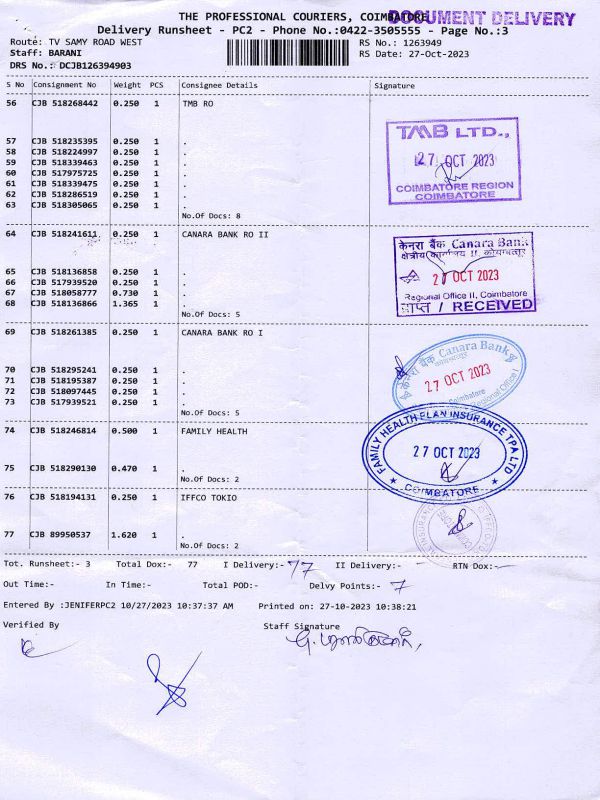 THE PROFESSIONAL COURIERS, COIMBATORE
DOCUMENT DELIVERY
Delivery Runsheet - PC2 - Phone No.:0422-3505555 - Page No.:3
Route: TV SAMY ROAD WEST RS No.: 1263949
Staff: BARANI RS Date: 27-Oct-2023
DRS No.: DCJB126394903
S No Consignment No Weight PCS Consignee Details Signature
56 CJB 518268442 0.250 1 TMB RO
57 CJB 518235395 0.250 1 .
58 CJB 518224997 0.250 1 .
59 CJB 518339463 0.250 1 .
60 CJB 517975725 0.250 1 .
61 CJB 518339475 0.250 1 .
62 CJB 518286519 0.250 1 .
63 CJB 518305065 0.250 1 .
No.Of Docs: 8
TMB LTD.,
27 OCT 2023
COIMBATORE REGION
COIMBATORE
64 CJB 518241611 0.250 1 CANARA BANK RO II
65 CJB 518136858 0.250 1 .
66 CJB 517939520 0.250 1 .
67 CJB 518058777 0.730 1 .
68 CJB 518136866 1.365 1 .
No.Of Docs: 5
केनरा बैंक Canara Bank
क्षेत्रीय कार्यालय II, कोयम्बत्तूर
27 OCT 2023
Regional Office II, Coimbatore
प्राप्त / RECEIVED
69 CJB 518261385 0.250 1 CANARA BANK RO I
70 CJB 518295241 0.250 1 .
71 CJB 518195387 0.250 1 .
72 CJB 518097445 0.250 1 .
73 CJB 517939521 0.250 1 .
No.Of Docs: 5
केनरा बैंक Canara Bank
27 OCT 2023
Coimbatore
Regional Office I
74 CJB 518246814 0.500 1 FAMILY HEALTH
75 CJB 518290130 0.470 1 .
No.Of Docs: 2
FAMILY HEALTH PLAN INSURANCE TPA LTD
27 OCT 2023
COIMBATORE
76 CJB 518194131 0.250 1 IFFCO TOKIO
77 CJB 89950537 1.620 1 .
No.Of Docs: 2
Tot. Runsheet:- 3 Total Dox:- 77 I Delivery:- 77 II Delivery:- RTN Dox:-
Out Time:- In Time:- Total POD:- Delvy Points:- 7
Entered By :JENIFERPC2 10/27/2023 10:37:37 AM Printed on: 27-10-2023 10:38:21
Verified By Staff Signature